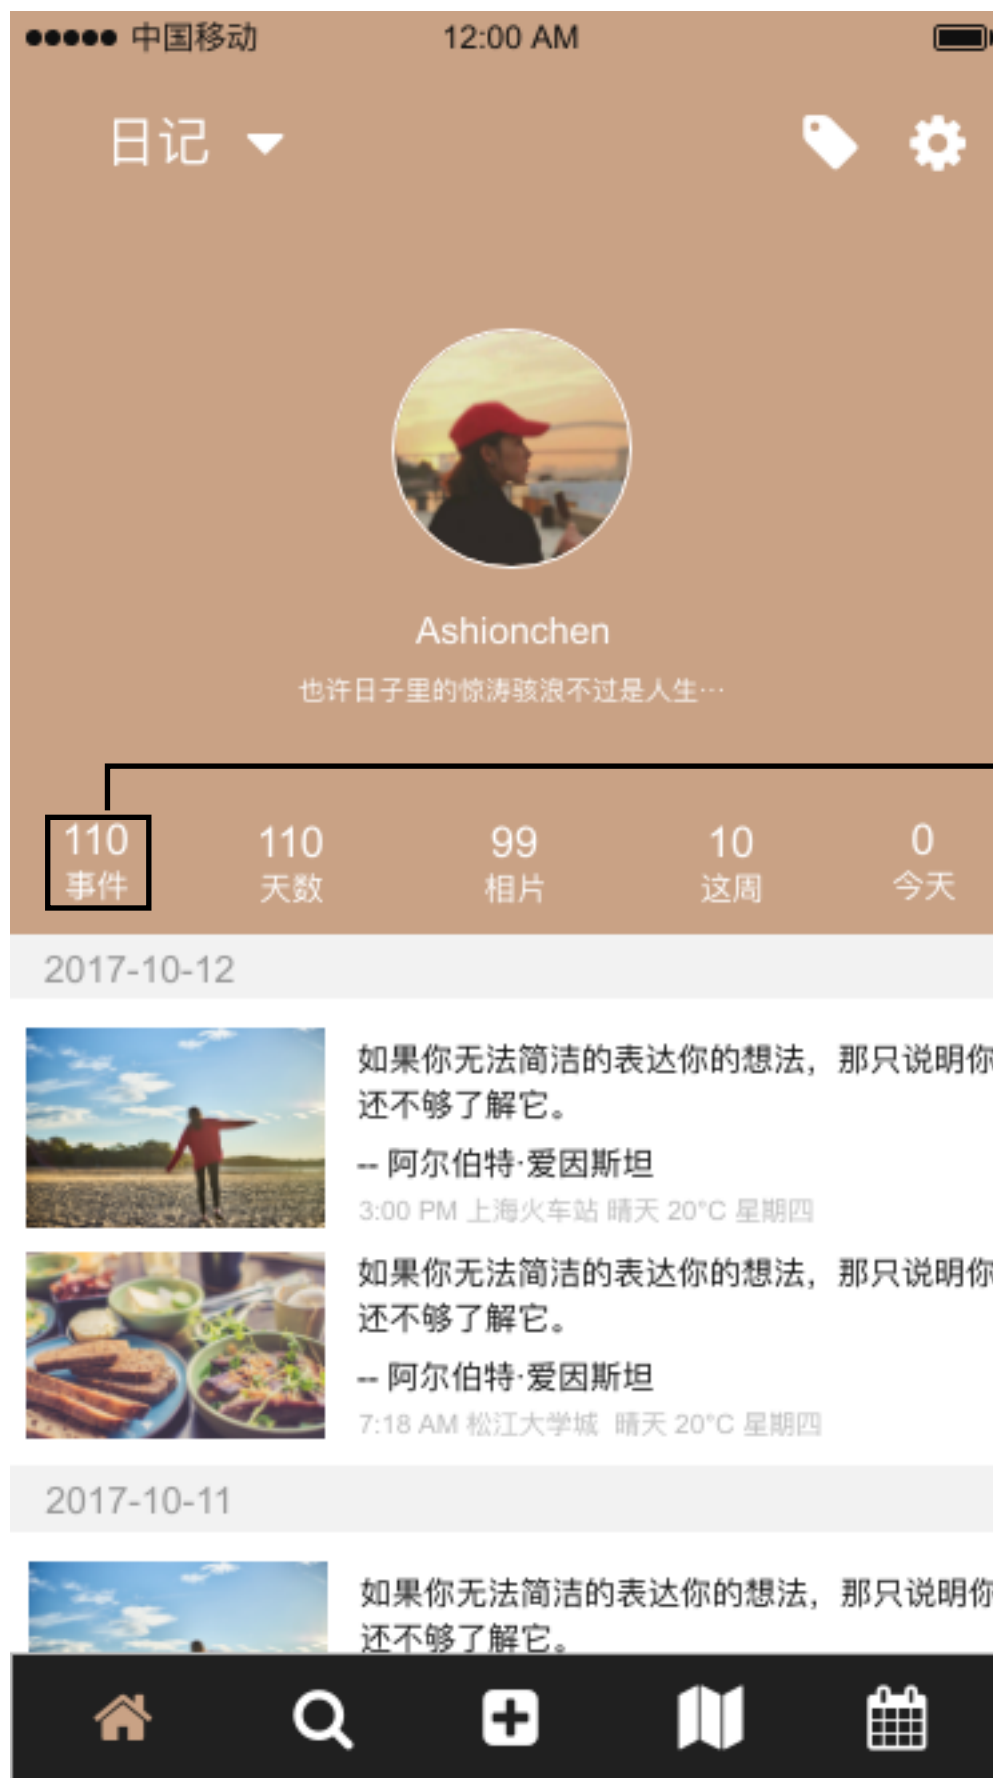 中国移动 12:00 AM
日记
Ashionchen
也许日子里的惊涛骇浪不过是人生…
110 110 99 10 0
事件 天数 相片 这周 今天
2017-10-12
如果你无法简洁的表达你的想法，那只说明你
还不够了解它。
-- 阿尔伯特·爱因斯坦
3:00 PM 上海火车站 晴天 20°C 星期四
如果你无法简洁的表达你的想法，那只说明你
还不够了解它。
-- 阿尔伯特·爱因斯坦
7:18 AM 松江大学城 晴天 20°C 星期四
2017-10-11
如果你无法简洁的表达你的想法，那只说明你
还不够了解它。